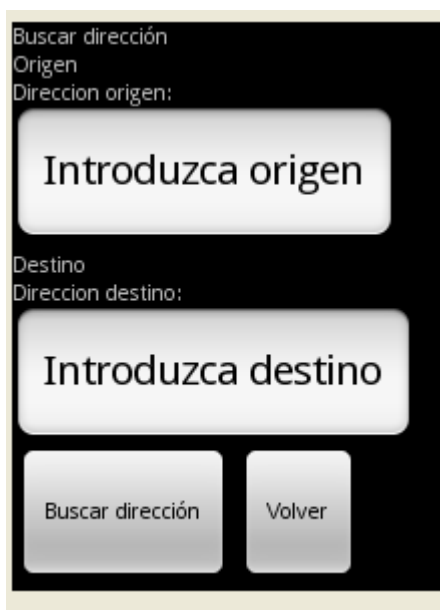 Buscar dirección
Origen
Direccion origen:
Introduzca origen
Destino
Direccion destino:
Introduzca destino
Buscar dirección
Volver